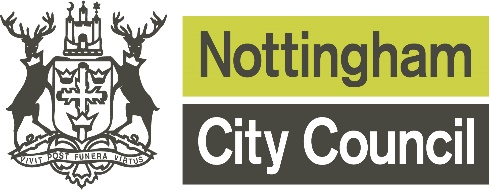 Nottingham
City Council
VIVIT POST FUNERA VIRTUS